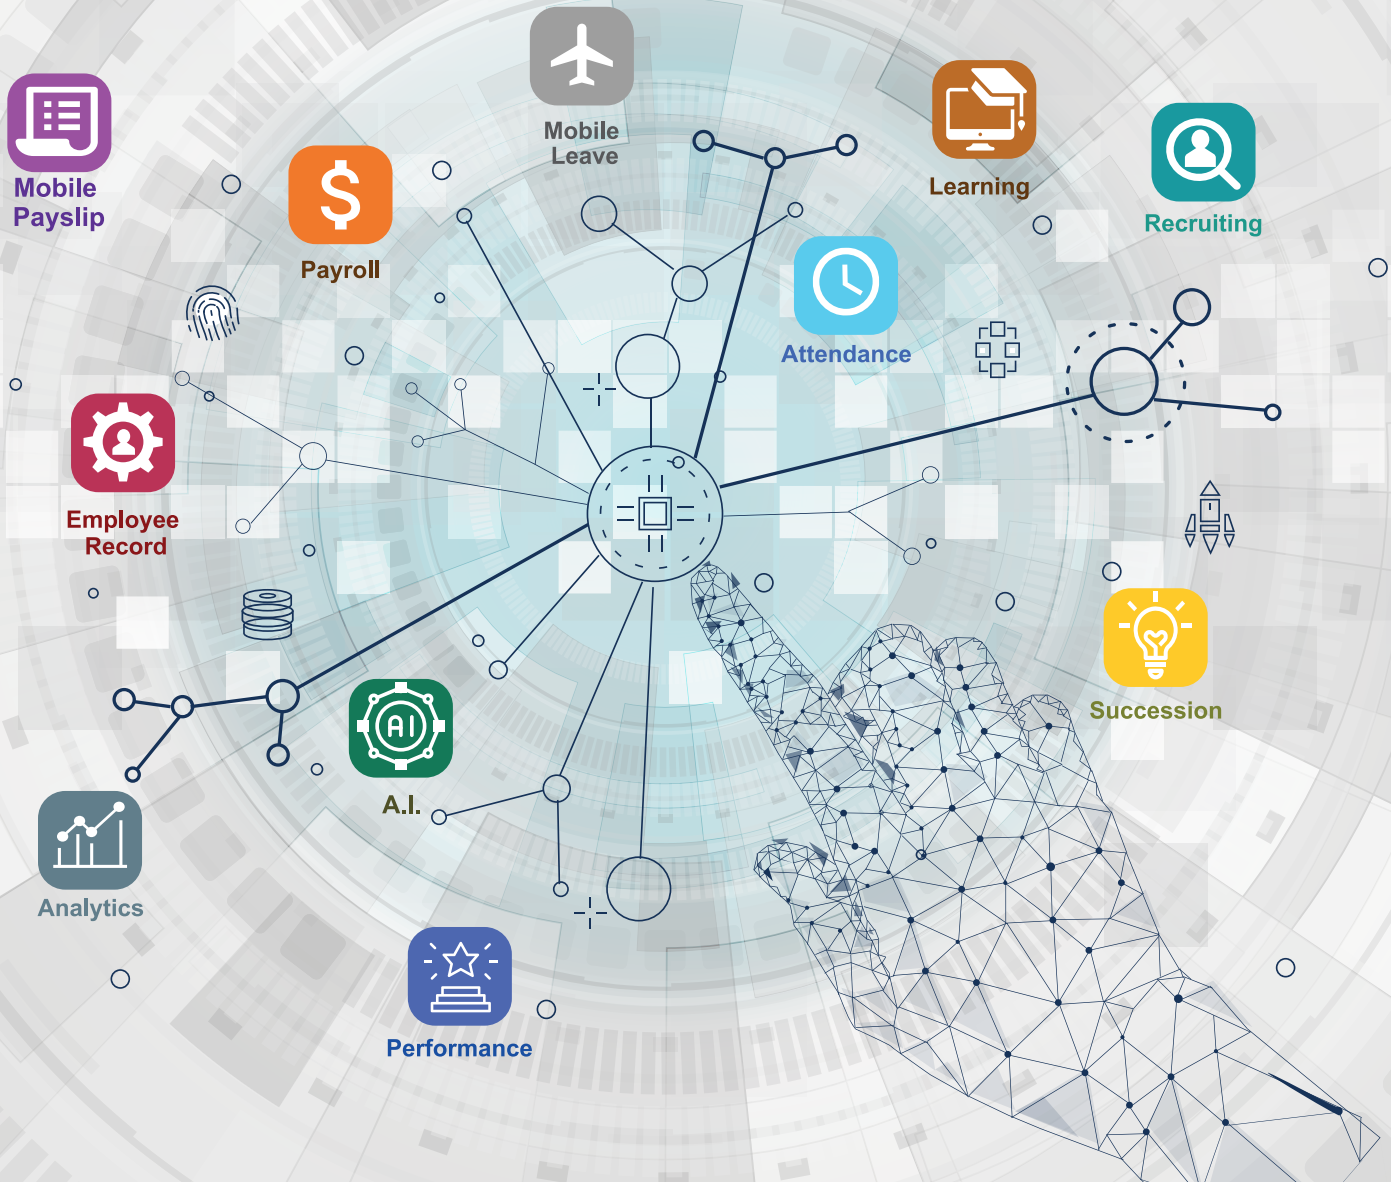 Mobile
Leave
Mobile
Payslip
Payroll
Learning
Recruiting
Attendance
Employee
Record
Succession
AI
A.I.
Analytics
Performance